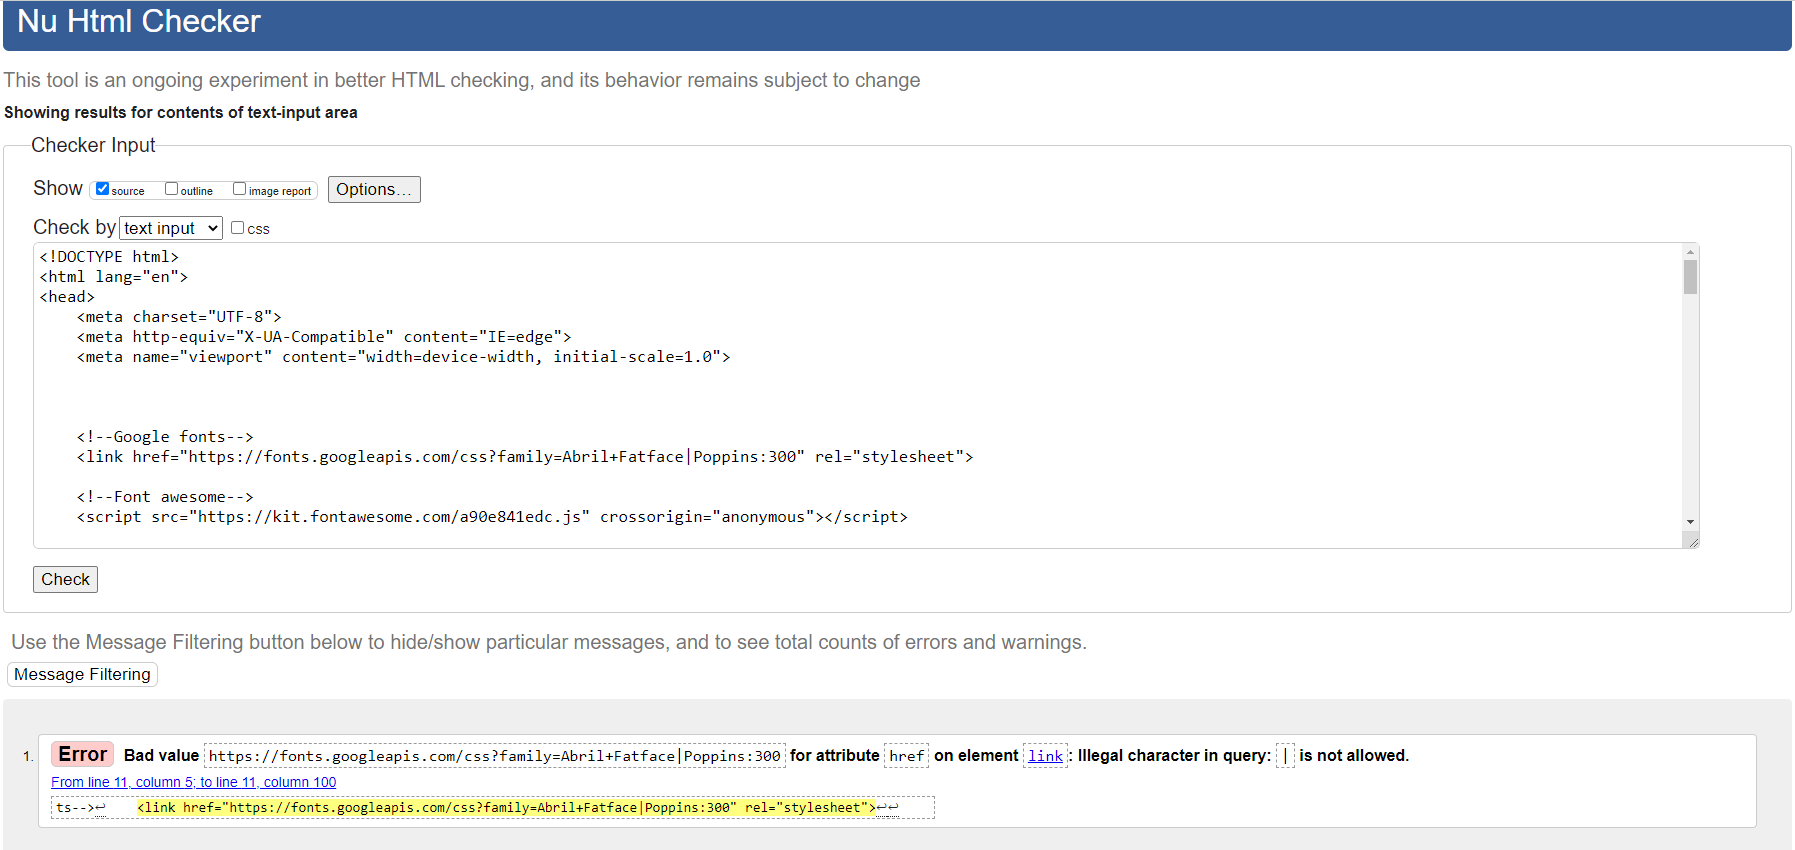 Nu Html Checker
This tool is an ongoing experiment in better HTML checking, and its behavior remains subject to change
Showing results for contents of text-input area
Checker Input
Show source outline image report Options...
Check by text input css
<!DOCTYPE html>
<html lang="en">
<head>
    <meta charset="UTF-8">
    <meta http-equiv="X-UA-Compatible" content="IE=edge">
    <meta name="viewport" content="width=device-width, initial-scale=1.0">
    <!--Google fonts-->
    <link href="https://fonts.googleapis.com/css?family=Abril+Fatface|Poppins:300" rel="stylesheet">
    <!--Font awesome-->
    <script src="https://kit.fontawesome.com/a90e841edc.js" crossorigin="anonymous"></script>
Check
Use the Message Filtering button below to hide/show particular messages, and to see total counts of errors and warnings.
Message Filtering
1. Error Bad value https://fonts.googleapis.com/css?family=Abril+Fatface|Poppins:300 for attribute href on element link: Illegal character in query: | is not allowed.
From line 11, column 5; to line 11, column 100
ts-->↩    <link href="https://fonts.googleapis.com/css?family=Abril+Fatface|Poppins:300" rel="stylesheet">↩↩